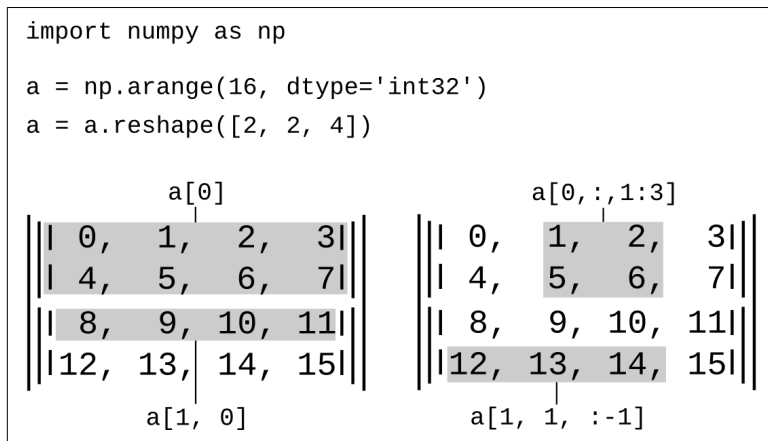 import numpy as np
a = np.arange(16, dtype='int32')
a = a.reshape([2, 2, 4])
a[0]
0, 1, 2, 3
4, 5, 6, 7
8, 9, 10, 11
12, 13, 14, 15
a[1, 0]
a[0,:,1:3]
0, 1, 2, 3
4, 5, 6, 7
8, 9, 10, 11
12, 13, 14, 15
a[1, 1, :-1]